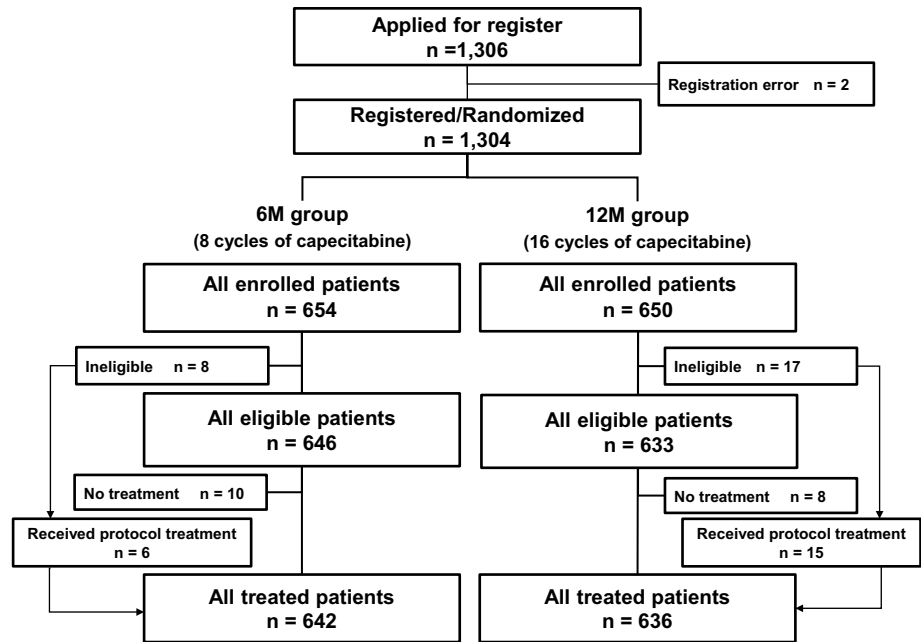 Applied for register
n =1,306
Registration error n = 2
Registered/Randomized
n = 1,304
6M group
(8 cycles of capecitabine)
12M group
(16 cycles of capecitabine)
All enrolled patients
n = 654
All enrolled patients
n = 650
Ineligible n = 8
Ineligible n = 17
All eligible patients
n = 646
All eligible patients
n = 633
No treatment n = 10
No treatment n = 8
Received protocol treatment
n = 6
Received protocol treatment
n = 15
All treated patients
n = 642
All treated patients
n = 636